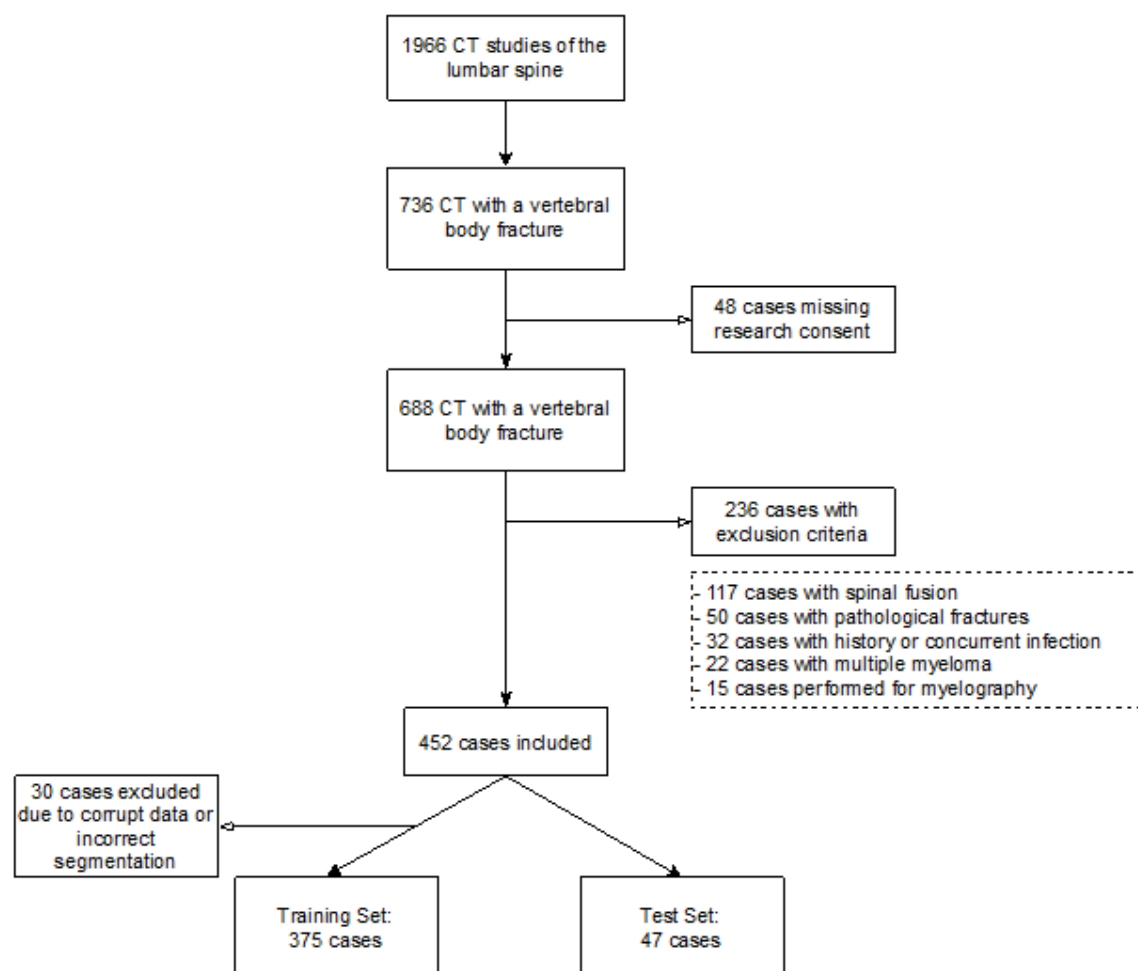 1966 CT studies of the
lumbar spine
736 CT with a vertebral
body fracture
48 cases missing
research consent
688 CT with a vertebral
body fracture
236 cases with
exclusion criteria
- 117 cases with spinal fusion
- 50 cases with pathological fractures
- 32 cases with history or concurrent infection
- 22 cases with multiple myeloma
- 15 cases performed for myelography
452 cases included
30 cases excluded
due to corrupt data or
incorrect
segmentation
Training Set:
375 cases
Test Set:
47 cases